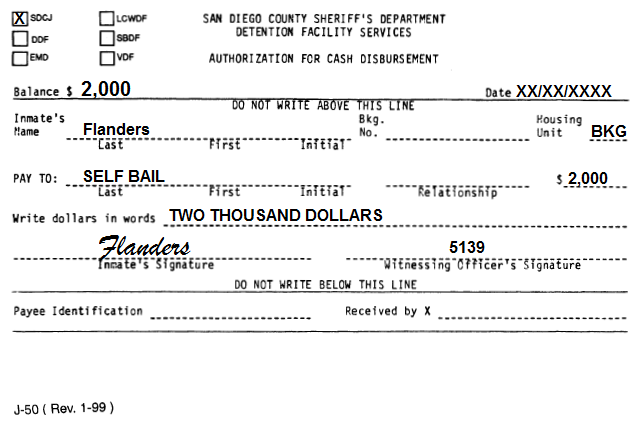 X SDCJ LCWDF SAN DIEGO COUNTY SHERIFF'S DEPARTMENT
DDF SBDF DETENTION FACILITY SERVICES
EMD VDF AUTHORIZATION FOR CASH DISBURSEMENT
Balance $ 2,000 Date XX/XX/XXXX
DO NOT WRITE ABOVE THIS LINE
Inmate's Bkg. Housing
Name Flanders No. Unit BKG
Last First Initial
PAY TO: SELF BAIL $ 2,000
Last First Initial Relationship
Write dollars in words TWO THOUSAND DOLLARS
Flanders 5139
Inmate's Signature Witnessing Officer's Signature
DO NOT WRITE BELOW THIS LINE
Payee Identification Received by X
J-50 ( Rev. 1-99 )